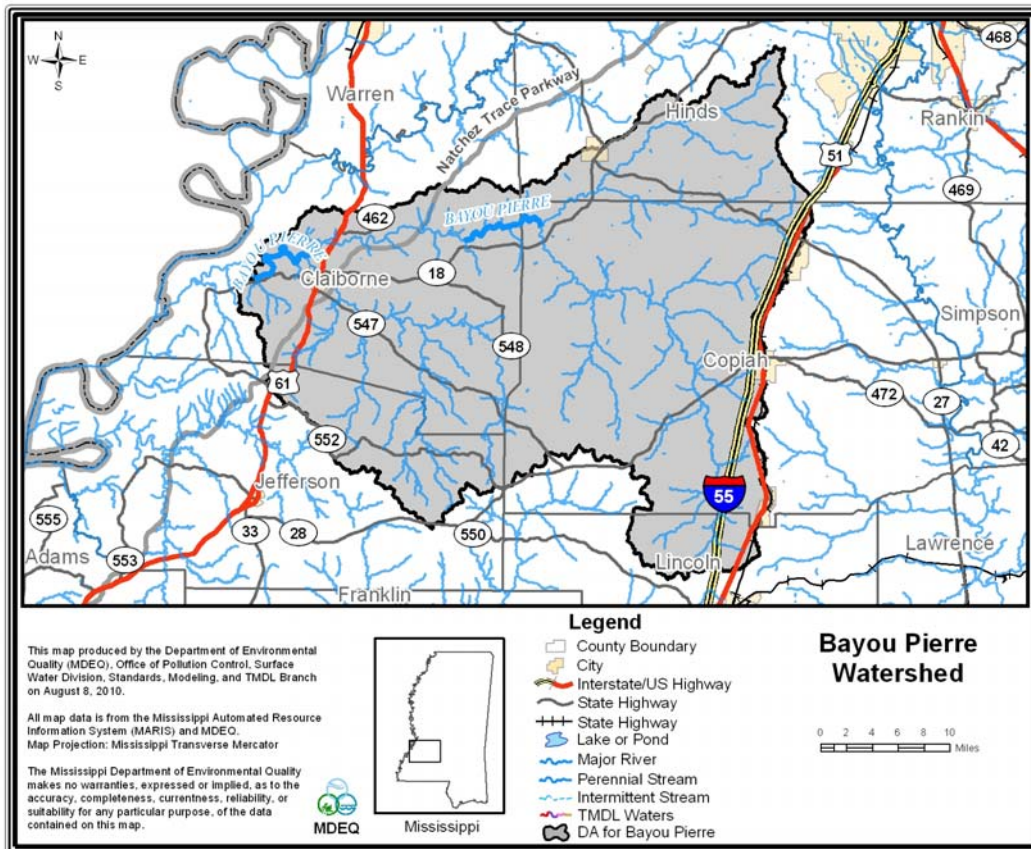 N
W E
S
468
Warren
Natchez Trace Parkway
Hinds
Rankin
51
469
462
BAYOU PIERRE
BAYOU PIERRE
18
Claiborne
547
548
Simpson
Copiah
61
472
27
552
42
Jefferson
55
555
33
28
550
Adams
553
Lincoln
Lawrence
Franklin
This map produced by the Department of Environmental
Quality (MDEQ), Office of Pollution Control, Surface
Water Division, Standards, Modeling, and TMDL Branch
on August 8, 2010.
All map data is from the Mississippi Automated Resource
Information System (MARIS) and MDEQ.
Map Projection: Mississippi Transverse Mercator
The Mississippi Department of Environmental Quality
makes no warranties, expressed or implied, as to the
accuracy, completeness, currentness, reliability, or
suitability for any particular purpose, of the data
contained on this map.
MDEQ
Mississippi
Legend
County Boundary
City
Interstate/US Highway
State Highway
State Highway
Lake or Pond
Major River
Perennial Stream
Intermittent Stream
TMDL Waters
DA for Bayou Pierre
Bayou Pierre
Watershed
0 2 4 6 8 10
Miles